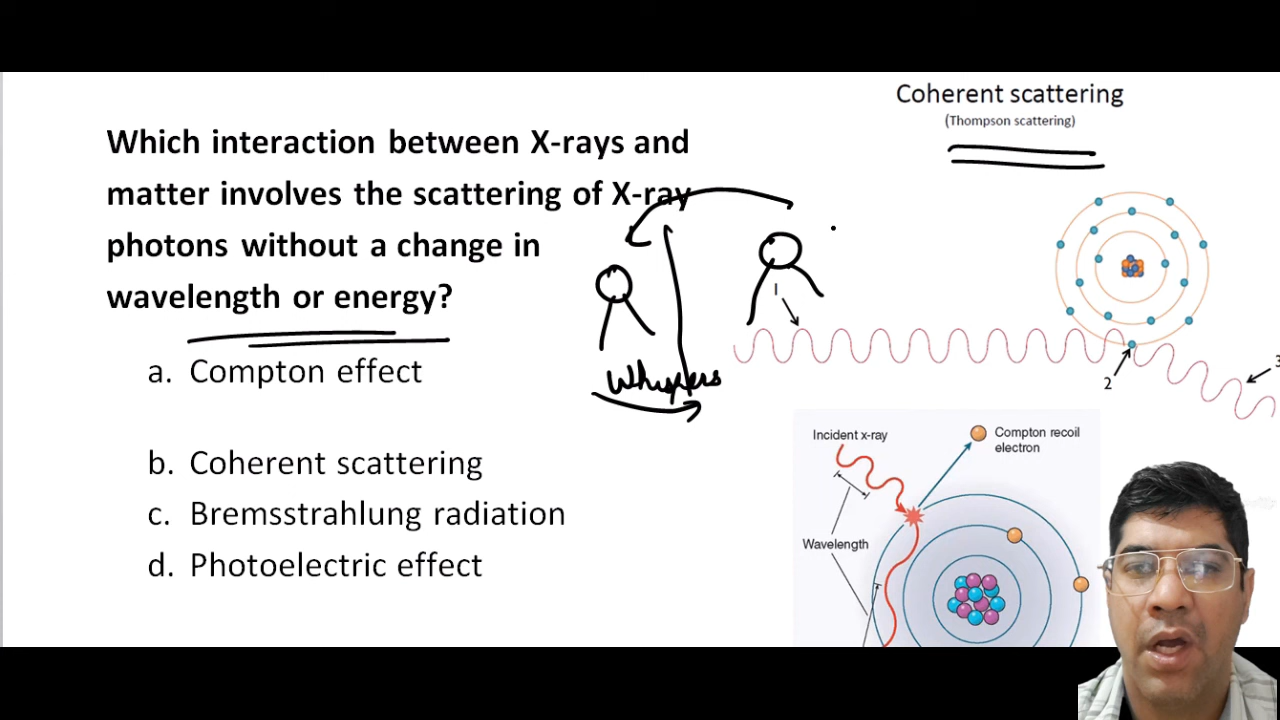 Which interaction between X-rays and
matter involves the scattering of X-ray
photons without a change in
wavelength or energy?
a. Compton effect
b. Coherent scattering
c. Bremsstrahlung radiation
d. Photoelectric effect
Whispers
Coherent scattering
(Thompson scattering)
1
2
3
Incident x-ray
Compton recoil
electron
Wavelength